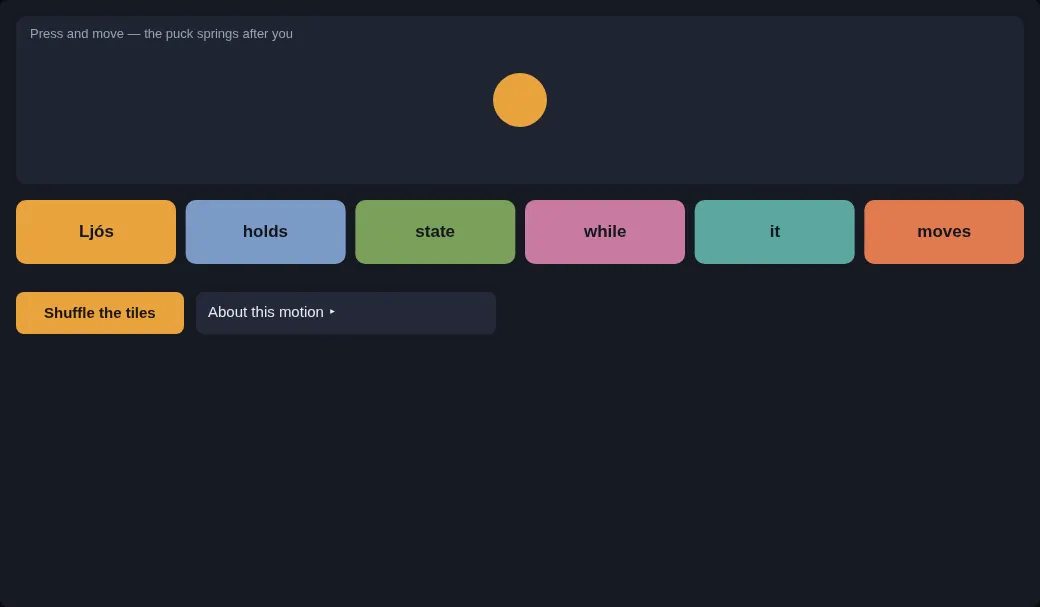 Press and move — the puck springs after you
Ljós holds state while it moves
Shuffle the tiles
About this motion ▸